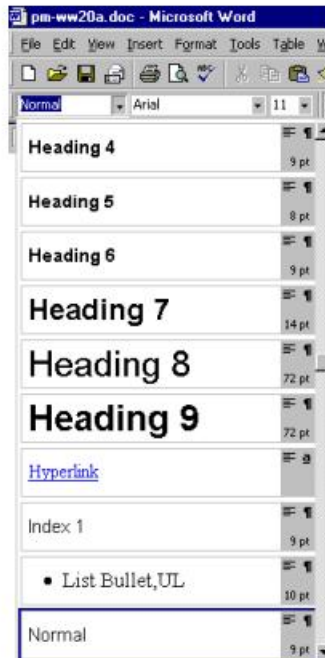 pm-ww20a.doc - Microsoft Word
File Edit View Insert Format Tools Table
Normal Arial 11
Heading 4
9 pt
Heading 5
8 pt
Heading 6
9 pt
Heading 7
14 pt
Heading 8
72 pt
Heading 9
72 pt
Hyperlink a
Index 1
9 pt
• List Bullet,UL
10 pt
Normal
9 pt